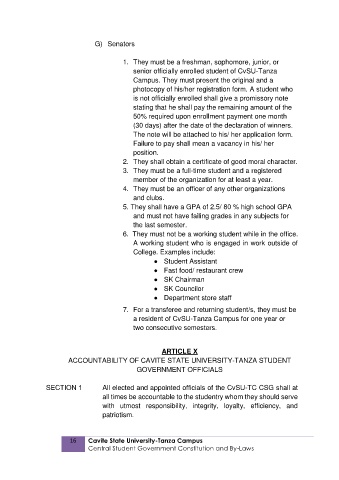 G) Senators
1. They must be a freshman, sophomore, junior, or
senior officially enrolled student of CvSU-Tanza
Campus. They must present the original and a
photocopy of his/her registration form. A student who
is not officially enrolled shall give a promissory note
stating that he shall pay the remaining amount of the
50% required upon enrollment payment one month
(30 days) after the date of the declaration of winners.
The note will be attached to his/ her application form.
Failure to pay shall mean a vacancy in his/ her
position.
2. They shall obtain a certificate of good moral character.
3. They must be a full-time student and a registered
member of the organization for at least a year.
4. They must be an officer of any other organizations
and clubs.
5. They shall have a GPA of 2.5/ 80 % high school GPA
and must not have failing grades in any subjects for
the last semester.
6. They must not be a working student while in the office.
A working student who is engaged in work outside of
College. Examples include:
● Student Assistant
● Fast food/ restaurant crew
● SK Chairman
● SK Councilor
● Department store staff
7. For a transferee and returning student/s, they must be
a resident of CvSU-Tanza Campus for one year or
two consecutive semesters.
ARTICLE X
ACCOUNTABILITY OF CAVITE STATE UNIVERSITY-TANZA STUDENT
GOVERNMENT OFFICIALS
SECTION 1 All elected and appointed officials of the CvSU-TC CSG shall at
all times be accountable to the studentry whom they should serve
with utmost responsibility, integrity, loyalty, efficiency, and
patriotism.
16 Cavite State University-Tanza Campus
Central Student Government Constitution and By-Laws